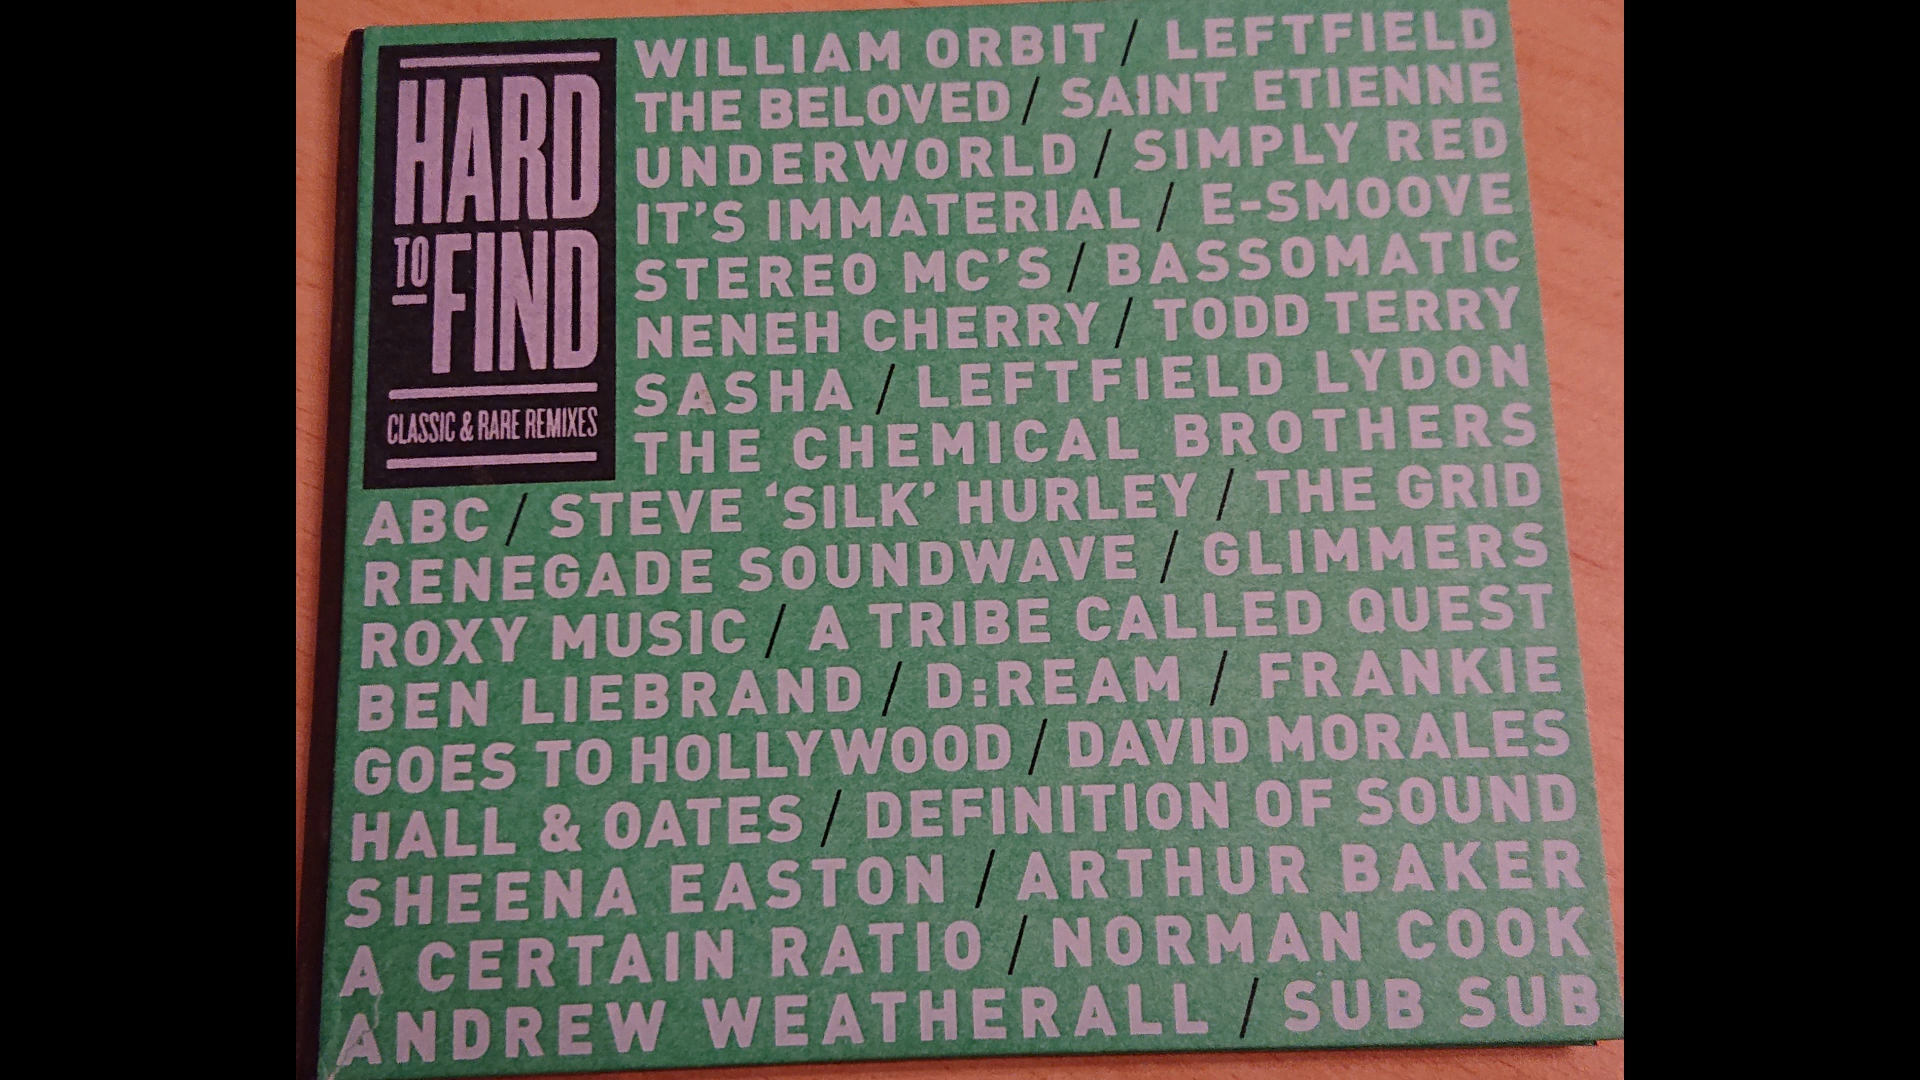 HARD
TO FIND
CLASSIC & RARE REMIXES
WILLIAM ORBIT / LEFTFIELD
THE BELOVED / SAINT ETIENNE
UNDERWORLD / SIMPLY RED
IT'S IMMATERIAL / E-SMOOVE
STEREO MC'S / BASSOMATIC
NENEH CHERRY / TODD TERRY
SASHA / LEFTFIELD LYDON
THE CHEMICAL BROTHERS
ABC / STEVE 'SILK' HURLEY / THE GRID
RENEGADE SOUNDWAVE / GLIMMERS
ROXY MUSIC / A TRIBE CALLED QUEST
BEN LIEBRAND / D:REAM / FRANKIE
GOES TO HOLLYWOOD / DAVID MORALES
HALL & OATES / DEFINITION OF SOUND
SHEENA EASTON / ARTHUR BAKER
A CERTAIN RATIO / NORMAN COOK
ANDREW WEATHERALL / SUB SUB